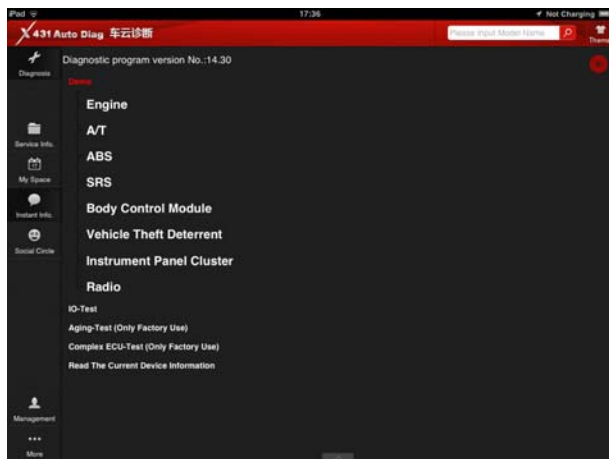 iPad
17:36
Not Charging
X 431 Auto Diag 车云诊断
Please Input Model Name
Theme
Diagnosis
Diagnostic program version No.:14.30
Demo
Engine
A/T
ABS
SRS
Body Control Module
Vehicle Theft Deterrent
Instrument Panel Cluster
Radio
IO-Test
Aging-Test (Only Factory Use)
Complex ECU-Test (Only Factory Use)
Read The Current Device Information
Service Info.
My Space
Instant Info.
Social Circle
Management
More